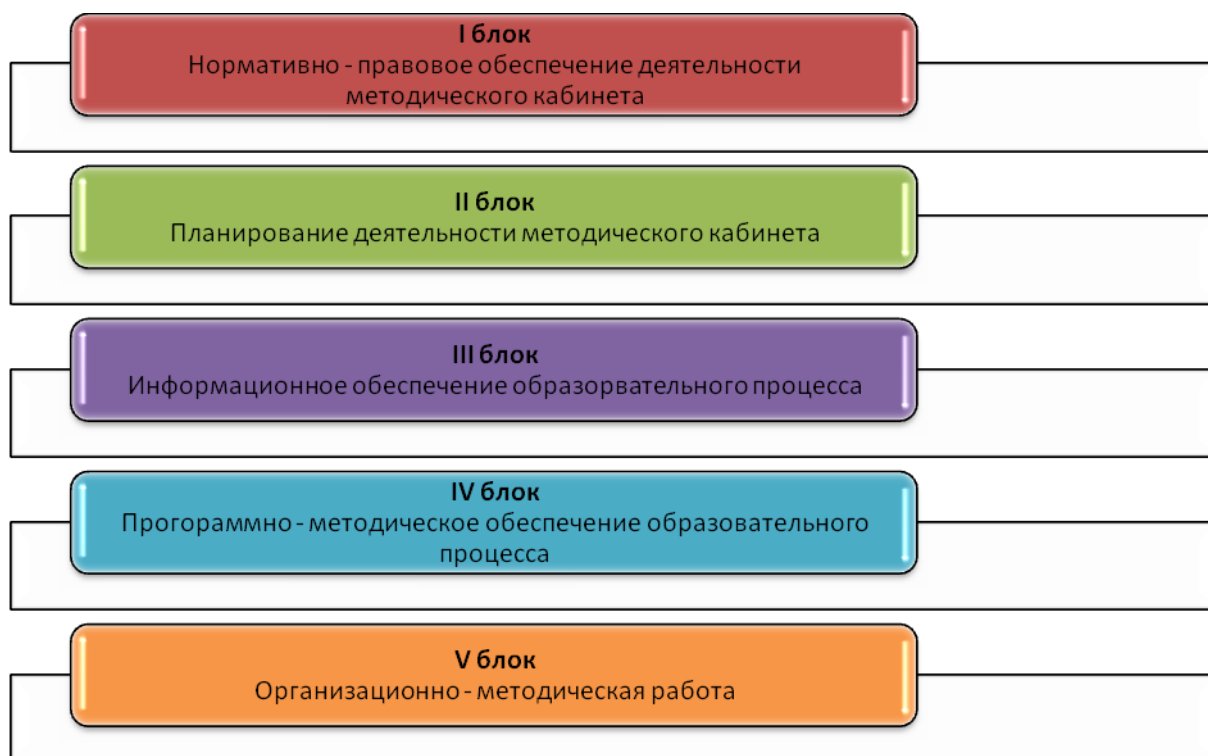 I блок
Нормативно - правовое обеспечение деятельности
методического кабинета
II блок
Планирование деятельности методического кабинета
III блок
Информационное обеспечение образорвательного процесса
IV блок
Прогораммно - методическое обеспечение образовательного
процесса
V блок
Организационно - методическая работа